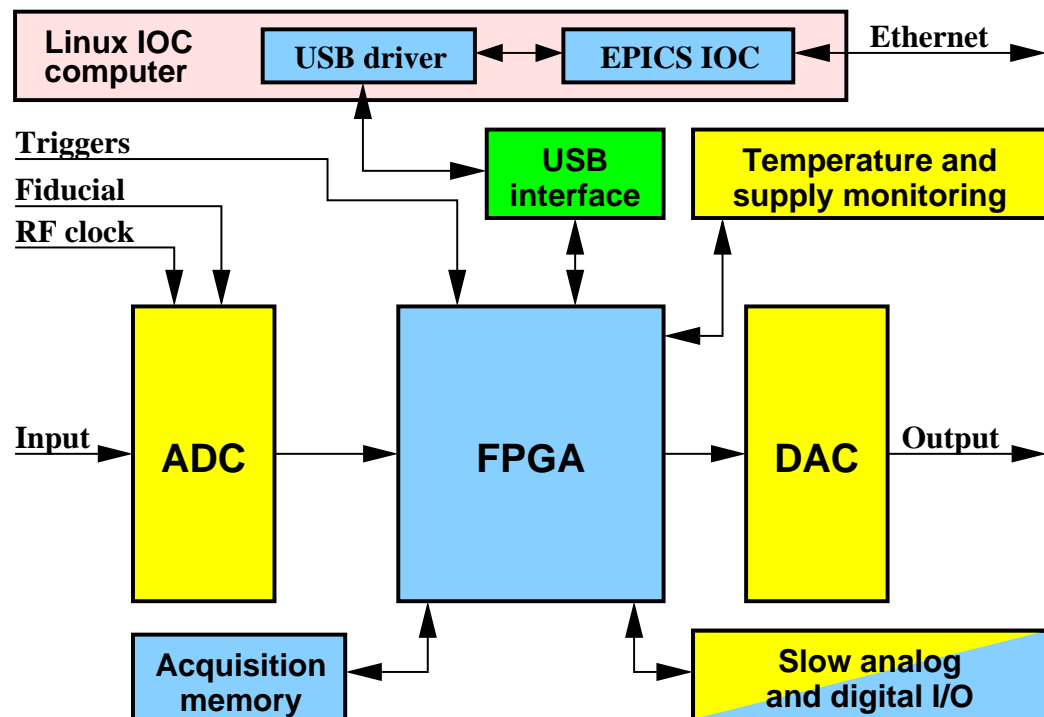 Linux IOC
computer
USB driver
EPICS IOC
Ethernet
Triggers
Fiducial
RF clock
USB
interface
Temperature and
supply monitoring
Input
ADC
FPGA
DAC
Output
Acquisition
memory
Slow analog
and digital I/O